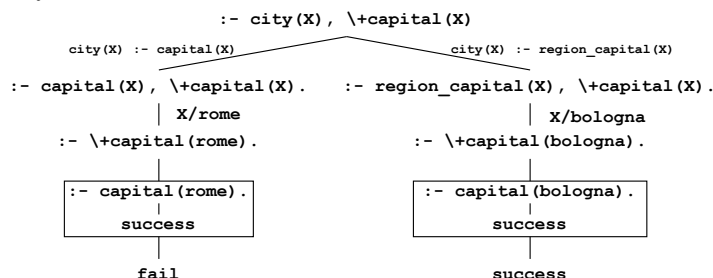 :- city(X), \+capital(X)
city(X) :- capital(X)
city(X) :- region_capital(X)
:- capital(X), \+capital(X).
:- region_capital(X), \+capital(X).
X/rome
X/bologna
:- \+capital(rome).
:- \+capital(bologna).
:- capital(rome).
:- capital(bologna).
success
success
fail
success